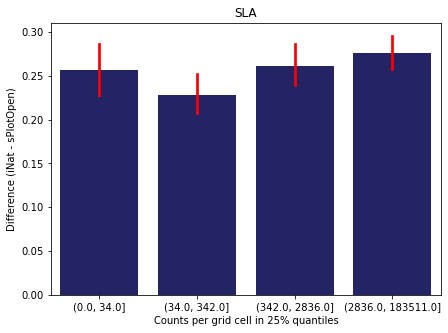 SLA
Difference (iNat - sPlotOpen)
0.30
0.25
0.20
0.15
0.10
0.05
0.00
(0.0, 34.0] (34.0, 342.0] (342.0, 2836.0] (2836.0, 183511.0]
Counts per grid cell in 25% quantiles